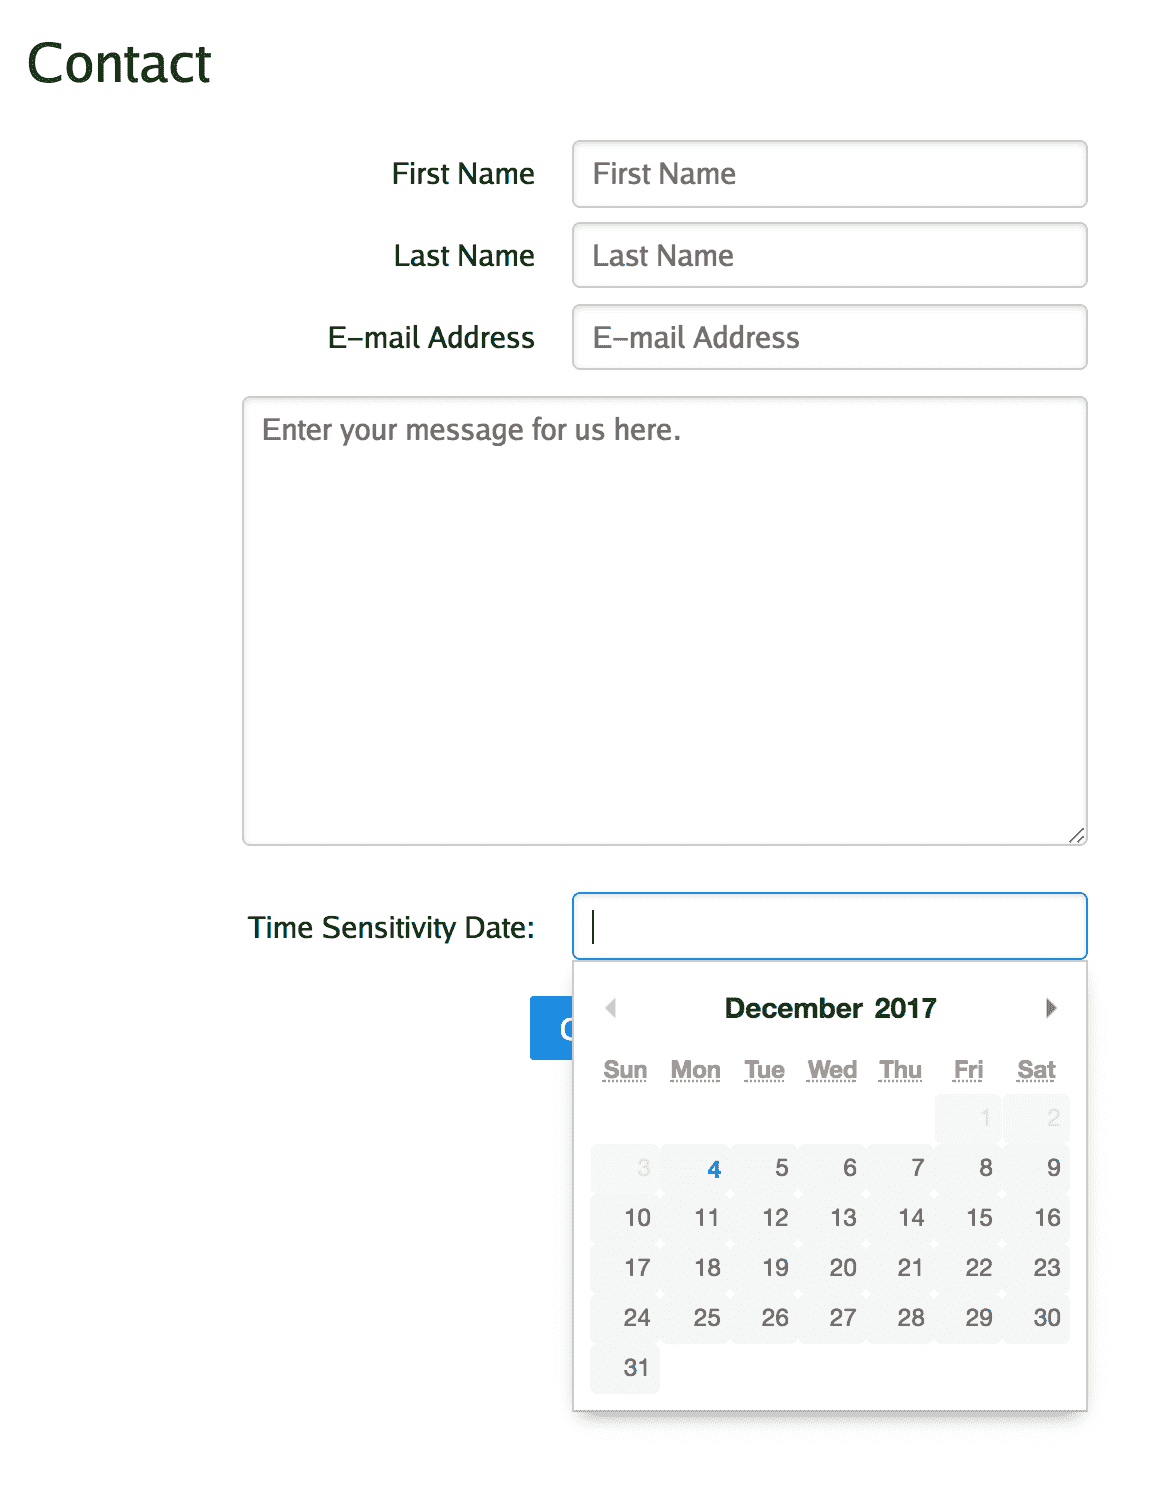 Contact
First Name First Name
Last Name Last Name
E-mail Address E-mail Address
Enter your message for us here.
Time Sensitivity Date:
December 2017
Sun Mon Tue Wed Thu Fri Sat
1 2
3 4 5 6 7 8 9
10 11 12 13 14 15 16
17 18 19 20 21 22 23
24 25 26 27 28 29 30
31